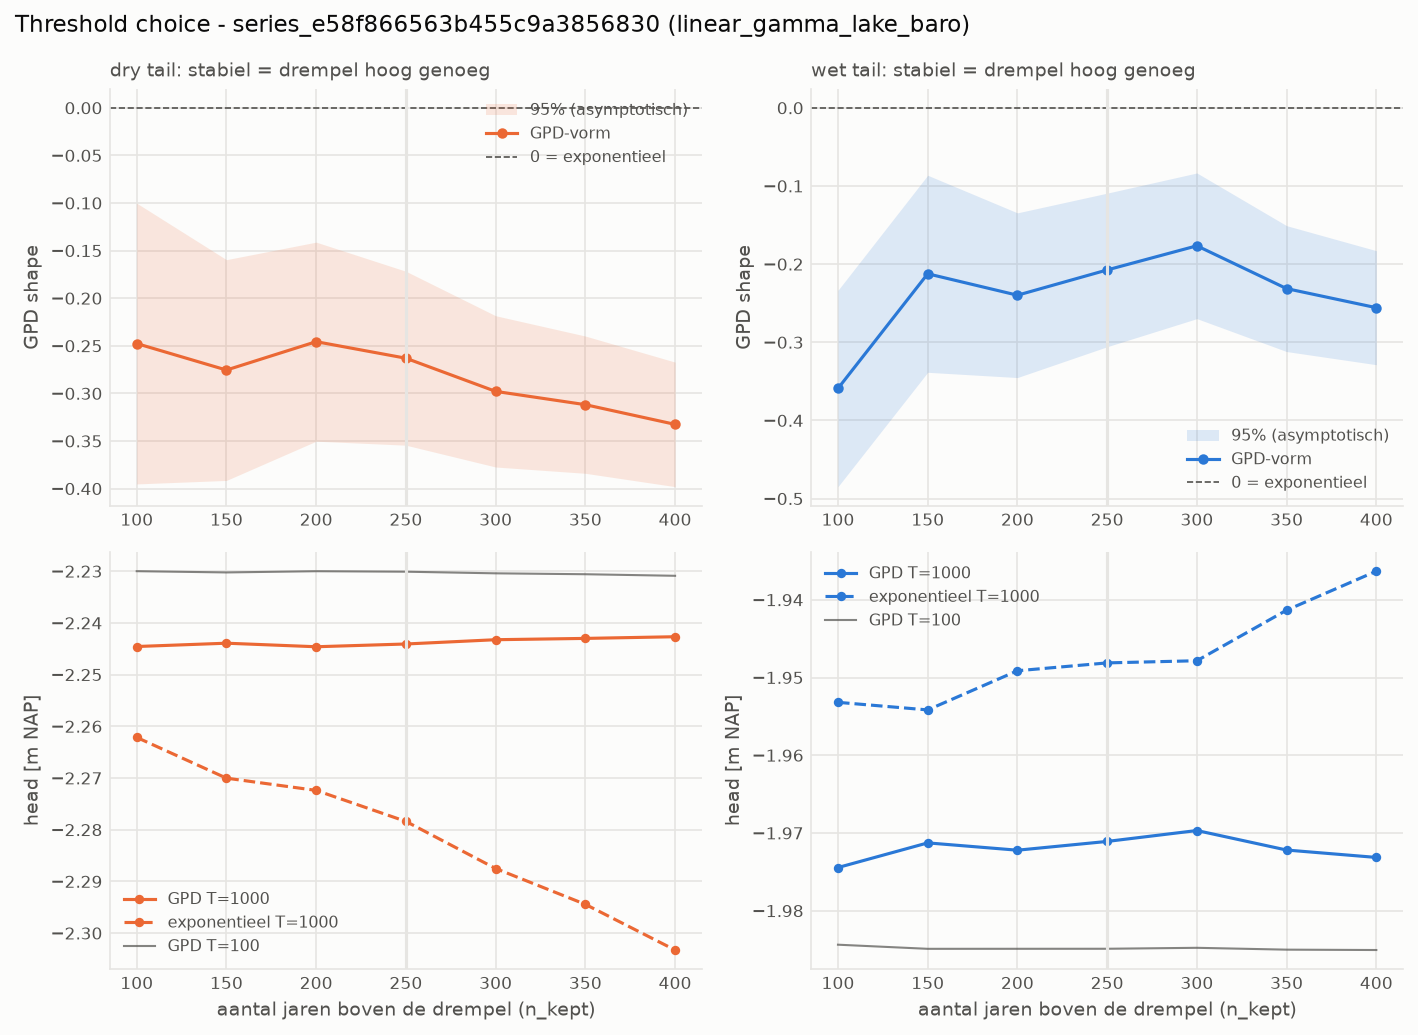 Threshold choice - series_e58f866563b455c9a3856830 (linear_gamma_lake_baro)
dry tail: stabiel = drempel hoog genoeg
0.00
−0.05
−0.10
−0.15
−0.20
−0.25
−0.30
−0.35
−0.40
GPD shape
95% (asymptotisch)
GPD-vorm
0 = exponentieel
100 150 200 250 300 350 400
wet tail: stabiel = drempel hoog genoeg
0.0
−0.1
−0.2
−0.3
−0.4
−0.5
GPD shape
95% (asymptotisch)
GPD-vorm
0 = exponentieel
100 150 200 250 300 350 400
−2.23
−2.24
−2.25
−2.26
−2.27
−2.28
−2.29
−2.30
head [m NAP]
GPD T=1000
exponentieel T=1000
GPD T=100
100 150 200 250 300 350 400
aantal jaren boven de drempel (n_kept)
−1.94
−1.95
−1.96
−1.97
−1.98
head [m NAP]
GPD T=1000
exponentieel T=1000
GPD T=100
100 150 200 250 300 350 400
aantal jaren boven de drempel (n_kept)